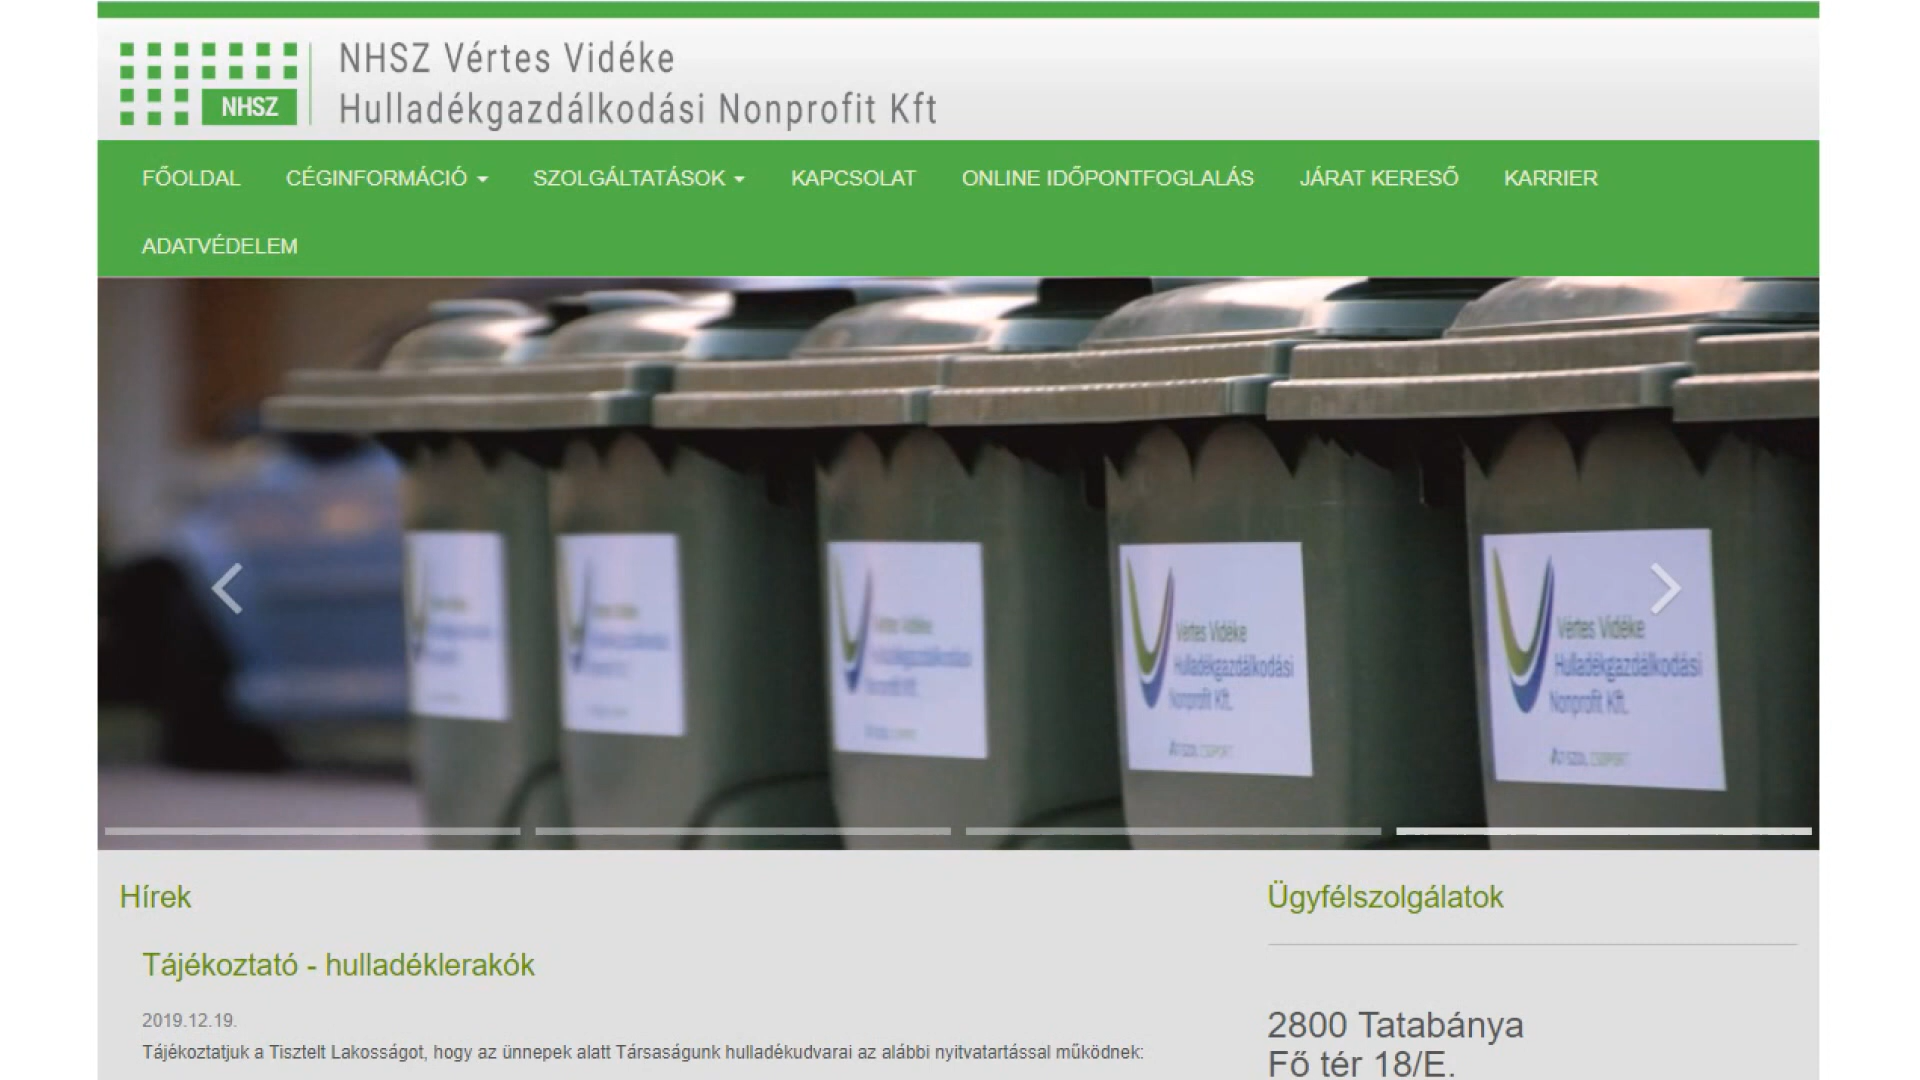 NHSZ
NHSZ Vértes Vidéke
Hulladékgazdálkodási Nonprofit Kft
FŐOLDAL
CÉGINFORMÁCIÓ
SZOLGÁLTATÁSOK
KAPCSOLAT
ONLINE IDŐPONTFOGLALÁS
JÁRAT KERESŐ
KARRIER
ADATVÉDELEM
Vértes Vidéke
Hulladékgazdálkodási
Nonprofit Kft.
Vértes Vidéke
Hulladékgazdálkodási
Nonprofit Kft.
Hírek
Tájékoztató - hulladéklerakók
2019.12.19.
Tájékoztatjuk a Tisztelt Lakosságot, hogy az ünnepek alatt Társaságunk hulladékudvarai az alábbi nyitvatartással működnek:
Ügyfélszolgálatok
2800 Tatabánya
Fő tér 18/E.